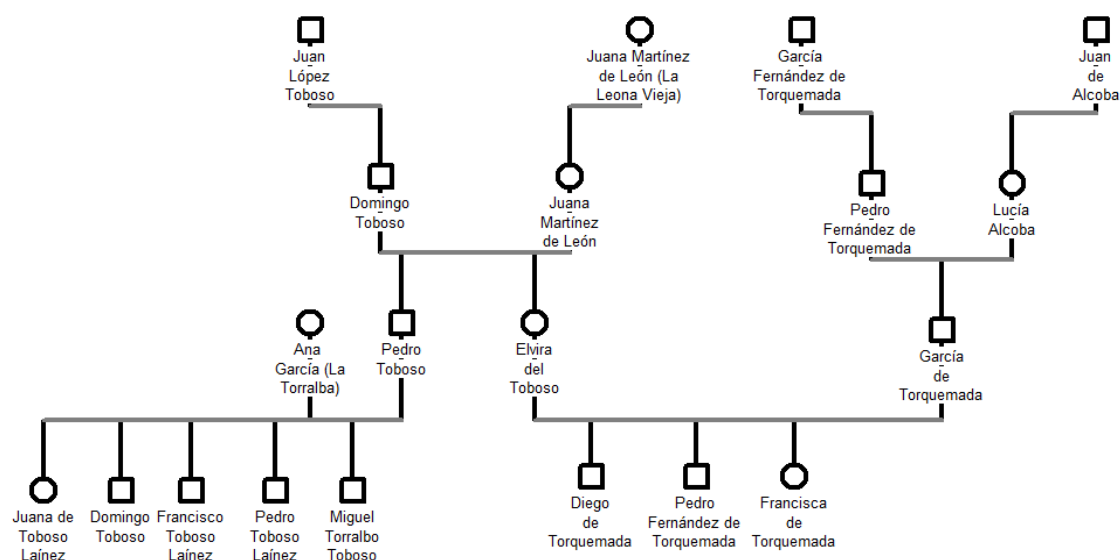 Juan
López
Toboso
Juana Martínez
de León (La
Leona Vieja)
García
Fernández de
Torquemada
Juan
de
Alcoba
Domingo
Toboso
Juana
Martínez
de León
Pedro
Fernández de
Torquemada
Lucía
Alcoba
Ana
García (La
Torralba)
Pedro
Toboso
Elvira
del
Toboso
García
de
Torquemada
Juana de
Toboso
Laínez
Domingo
Toboso
Francisco
Toboso
Laínez
Pedro
Toboso
Laínez
Miguel
Torralbo
Toboso
Diego
de
Torquemada
Pedro
Fernández de
Torquemada
Francisca
de
Torquemada